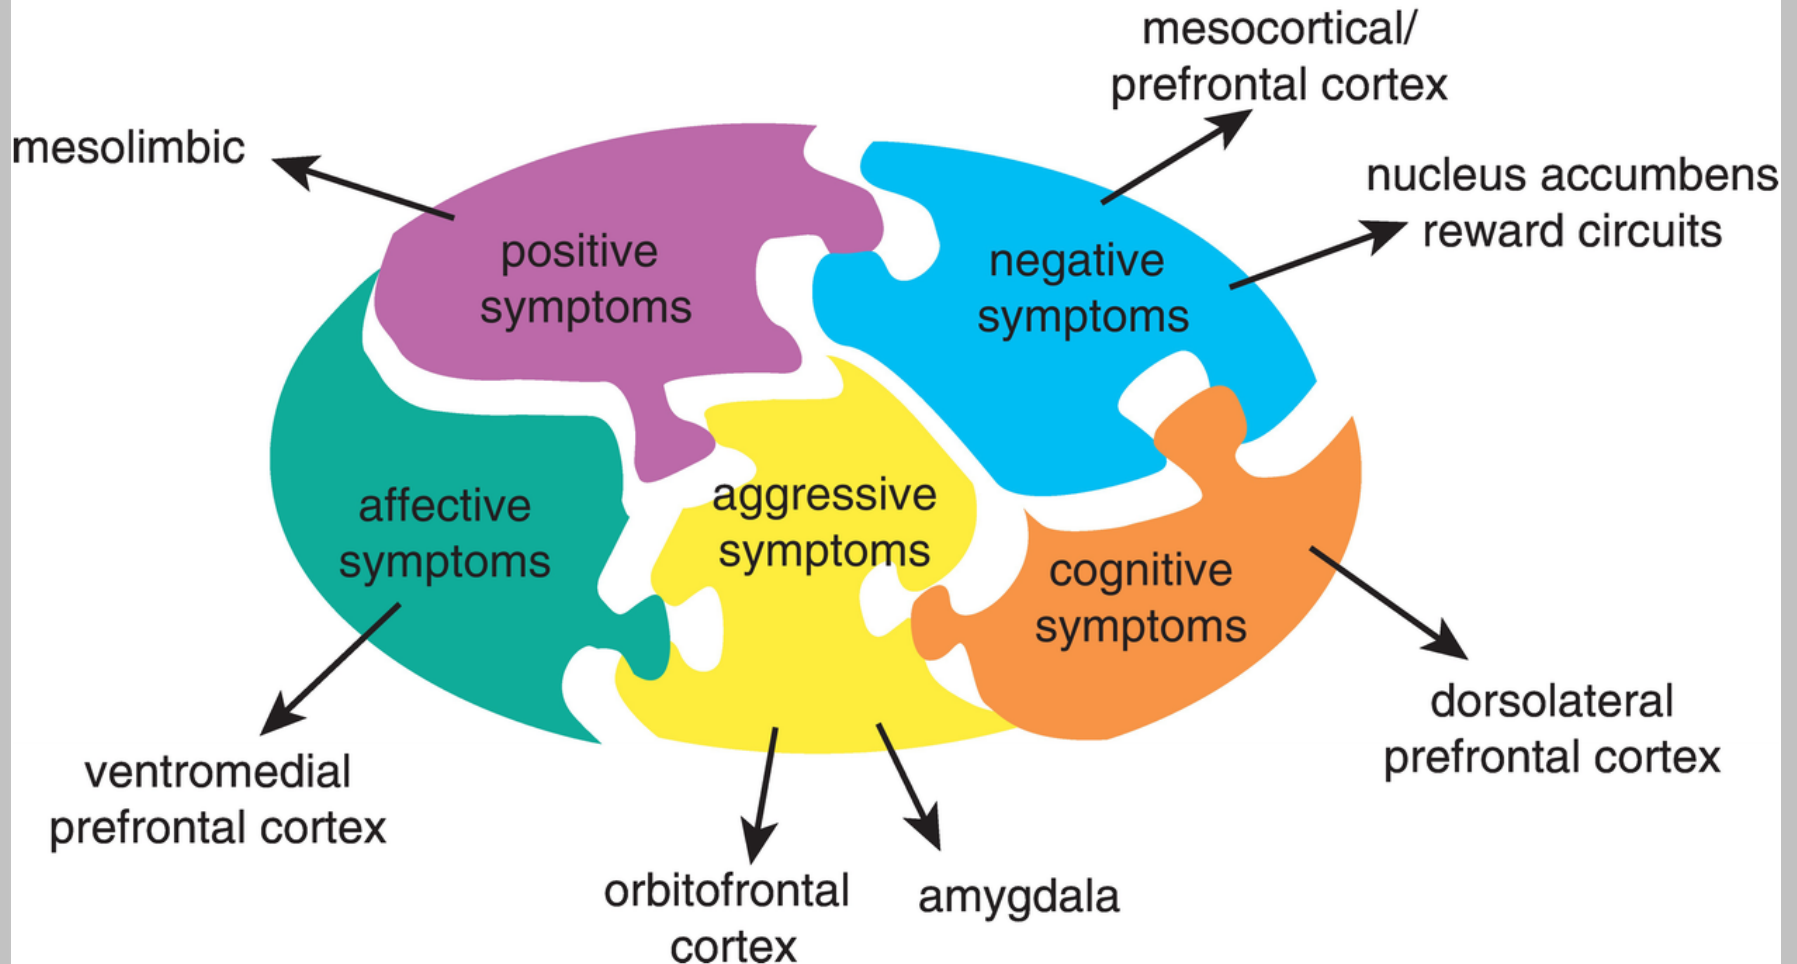 mesocortical/
prefrontal cortex
mesolimbic
nucleus accumbens
reward circuits
positive
symptoms
negative
symptoms
affective
symptoms
aggressive
symptoms
cognitive
symptoms
dorsolateral
prefrontal cortex
ventromedial
prefrontal cortex
orbitofrontal
cortex
amygdala